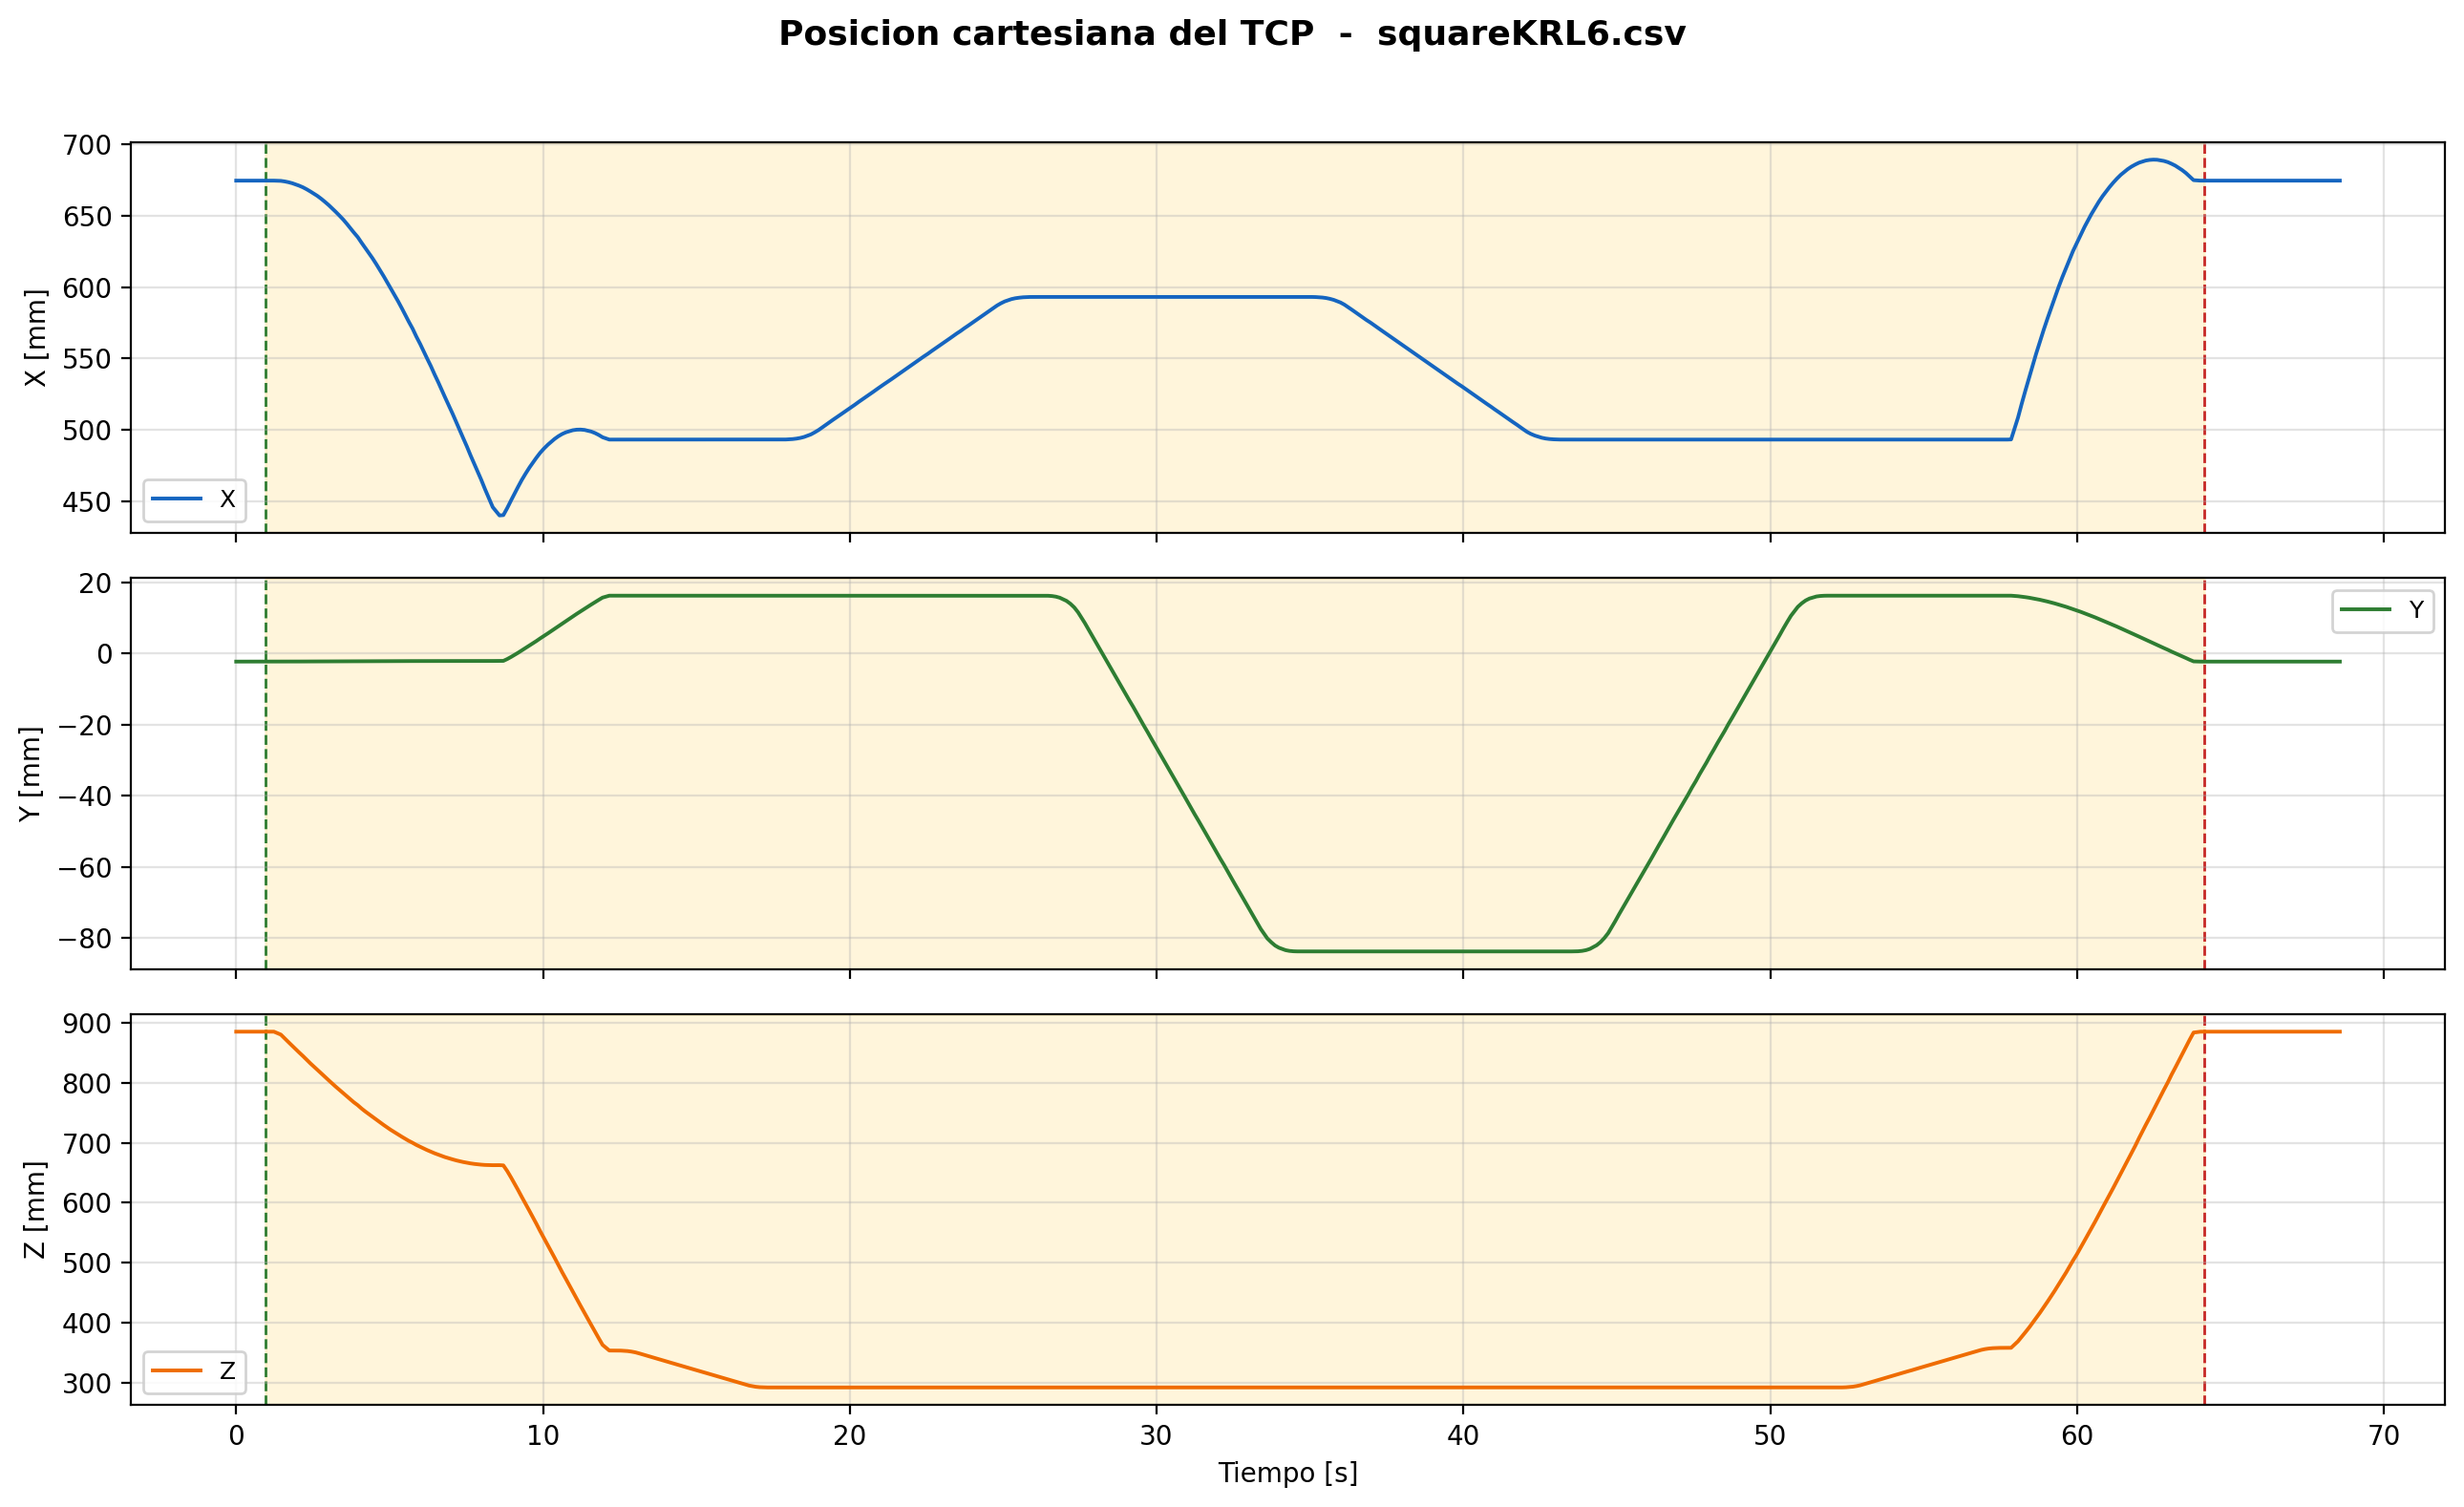 Posicion cartesiana del TCP - squareKRL6.csv
700
650
600
550
500
450
X [mm]
X
20
0
−20
−40
−60
−80
Y [mm]
Y
900
800
700
600
500
400
300
Z [mm]
Z
0 10 20 30 40 50 60 70
Tiempo [s]